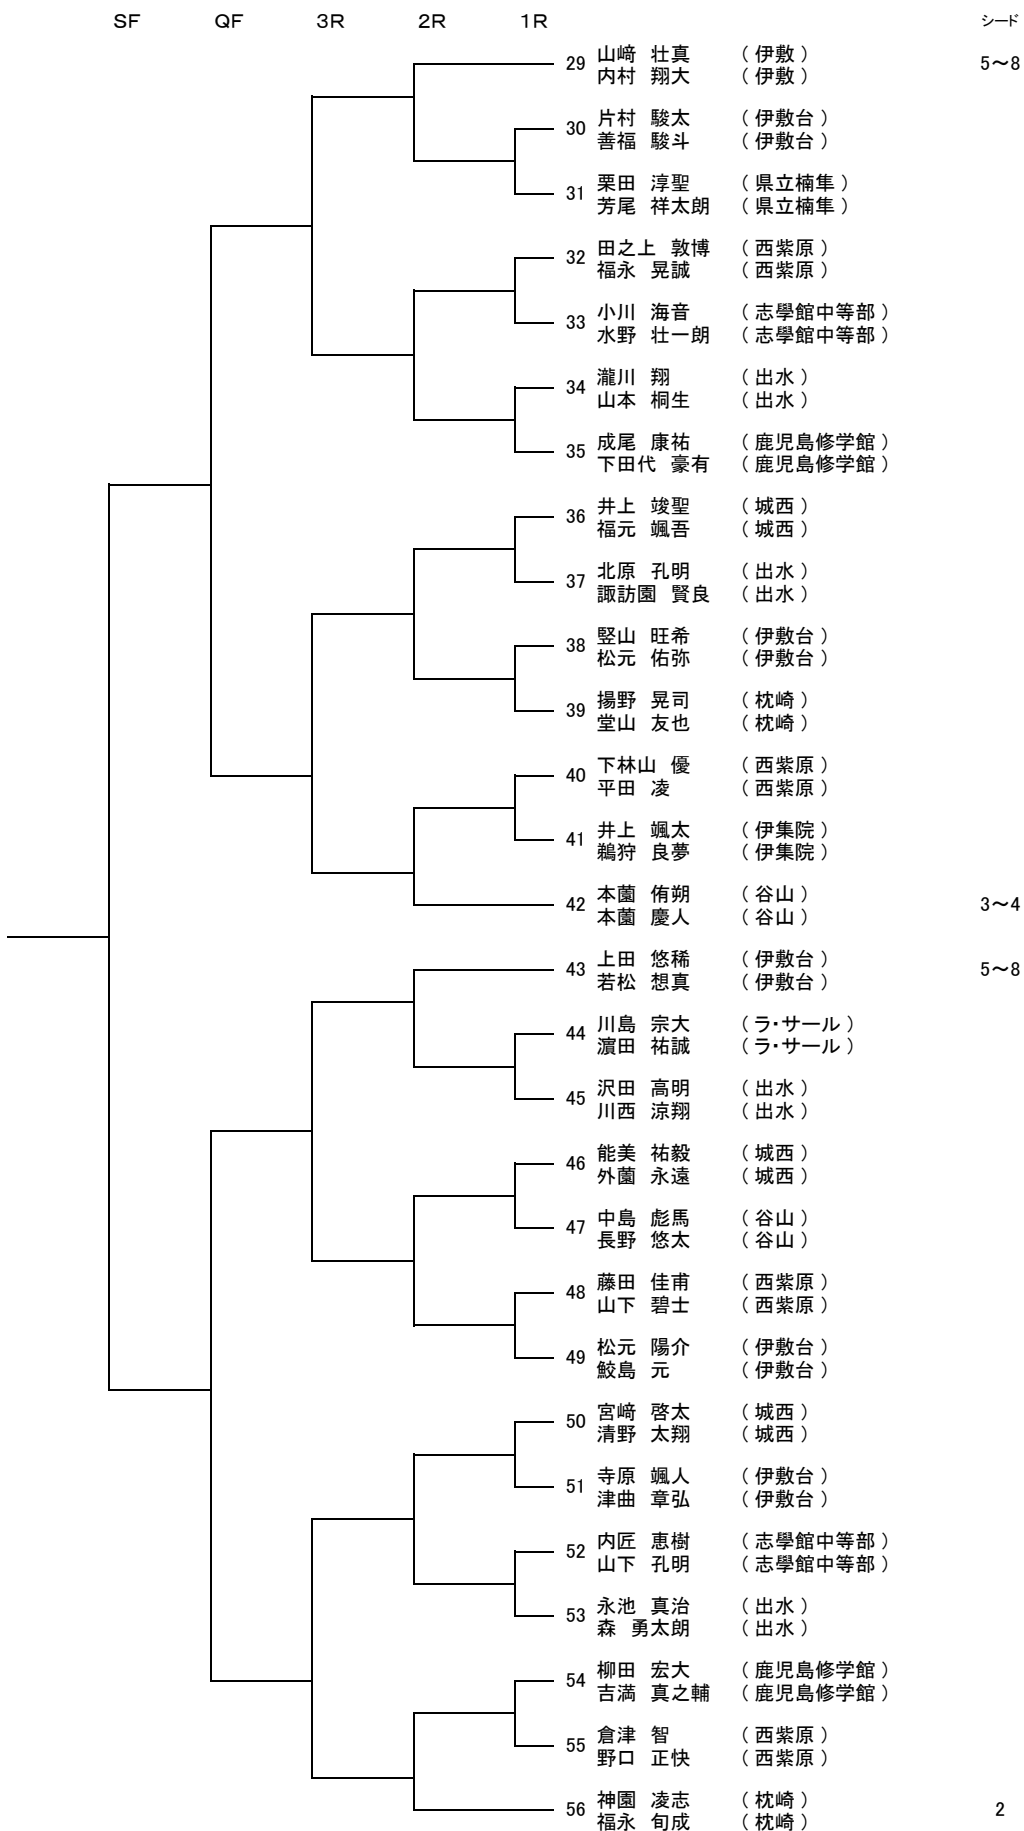 SF QF 3R 2R 1R シード
29 山﨑 壮真 （ 伊敷 ） 5～8
内村 翔大 （ 伊敷 ）
30 片村 駿太 （ 伊敷台 ）
善福 駿斗 （ 伊敷台 ）
31 栗田 淳聖 （ 県立楠隼 ）
芳尾 祥太朗 （ 県立楠隼 ）
32 田之上 敦博 （ 西紫原 ）
福永 晃誠 （ 西紫原 ）
33 小川 海音 （ 志學館中等部 ）
水野 壮一朗 （ 志學館中等部 ）
34 瀧川 翔 （ 出水 ）
山本 桐生 （ 出水 ）
35 成尾 康祐 （ 鹿児島修学館 ）
下田代 豪有 （ 鹿児島修学館 ）
36 井上 竣聖 （ 城西 ）
福元 颯吾 （ 城西 ）
37 北原 孔明 （ 出水 ）
諏訪園 賢良 （ 出水 ）
38 竪山 旺希 （ 伊敷台 ）
松元 佑弥 （ 伊敷台 ）
39 揚野 晃司 （ 枕崎 ）
堂山 友也 （ 枕崎 ）
40 下林山 優 （ 西紫原 ）
平田 凌 （ 西紫原 ）
41 井上 颯太 （ 伊集院 ）
鵜狩 良夢 （ 伊集院 ）
42 本薗 侑朔 （ 谷山 ） 3～4
本薗 慶人 （ 谷山 ）
43 上田 悠稀 （ 伊敷台 ） 5～8
若松 想真 （ 伊敷台 ）
44 川島 宗大 （ ラ・サール ）
濵田 祐誠 （ ラ・サール ）
45 沢田 高明 （ 出水 ）
川西 涼翔 （ 出水 ）
46 能美 祐毅 （ 城西 ）
外薗 永遠 （ 城西 ）
47 中島 彪馬 （ 谷山 ）
長野 悠太 （ 谷山 ）
48 藤田 佳甫 （ 西紫原 ）
山下 碧士 （ 西紫原 ）
49 松元 陽介 （ 伊敷台 ）
鮫島 元 （ 伊敷台 ）
50 宮﨑 啓太 （ 城西 ）
清野 太翔 （ 城西 ）
51 寺原 颯人 （ 伊敷台 ）
津曲 章弘 （ 伊敷台 ）
52 内匠 恵樹 （ 志學館中等部 ）
山下 孔明 （ 志學館中等部 ）
53 永池 真治 （ 出水 ）
森 勇太朗 （ 出水 ）
54 柳田 宏大 （ 鹿児島修学館 ）
吉満 真之輔 （ 鹿児島修学館 ）
55 倉津 智 （ 西紫原 ）
野口 正快 （ 西紫原 ）
56 神園 凌志 （ 枕崎 ） 2
福永 旬成 （ 枕崎 ）